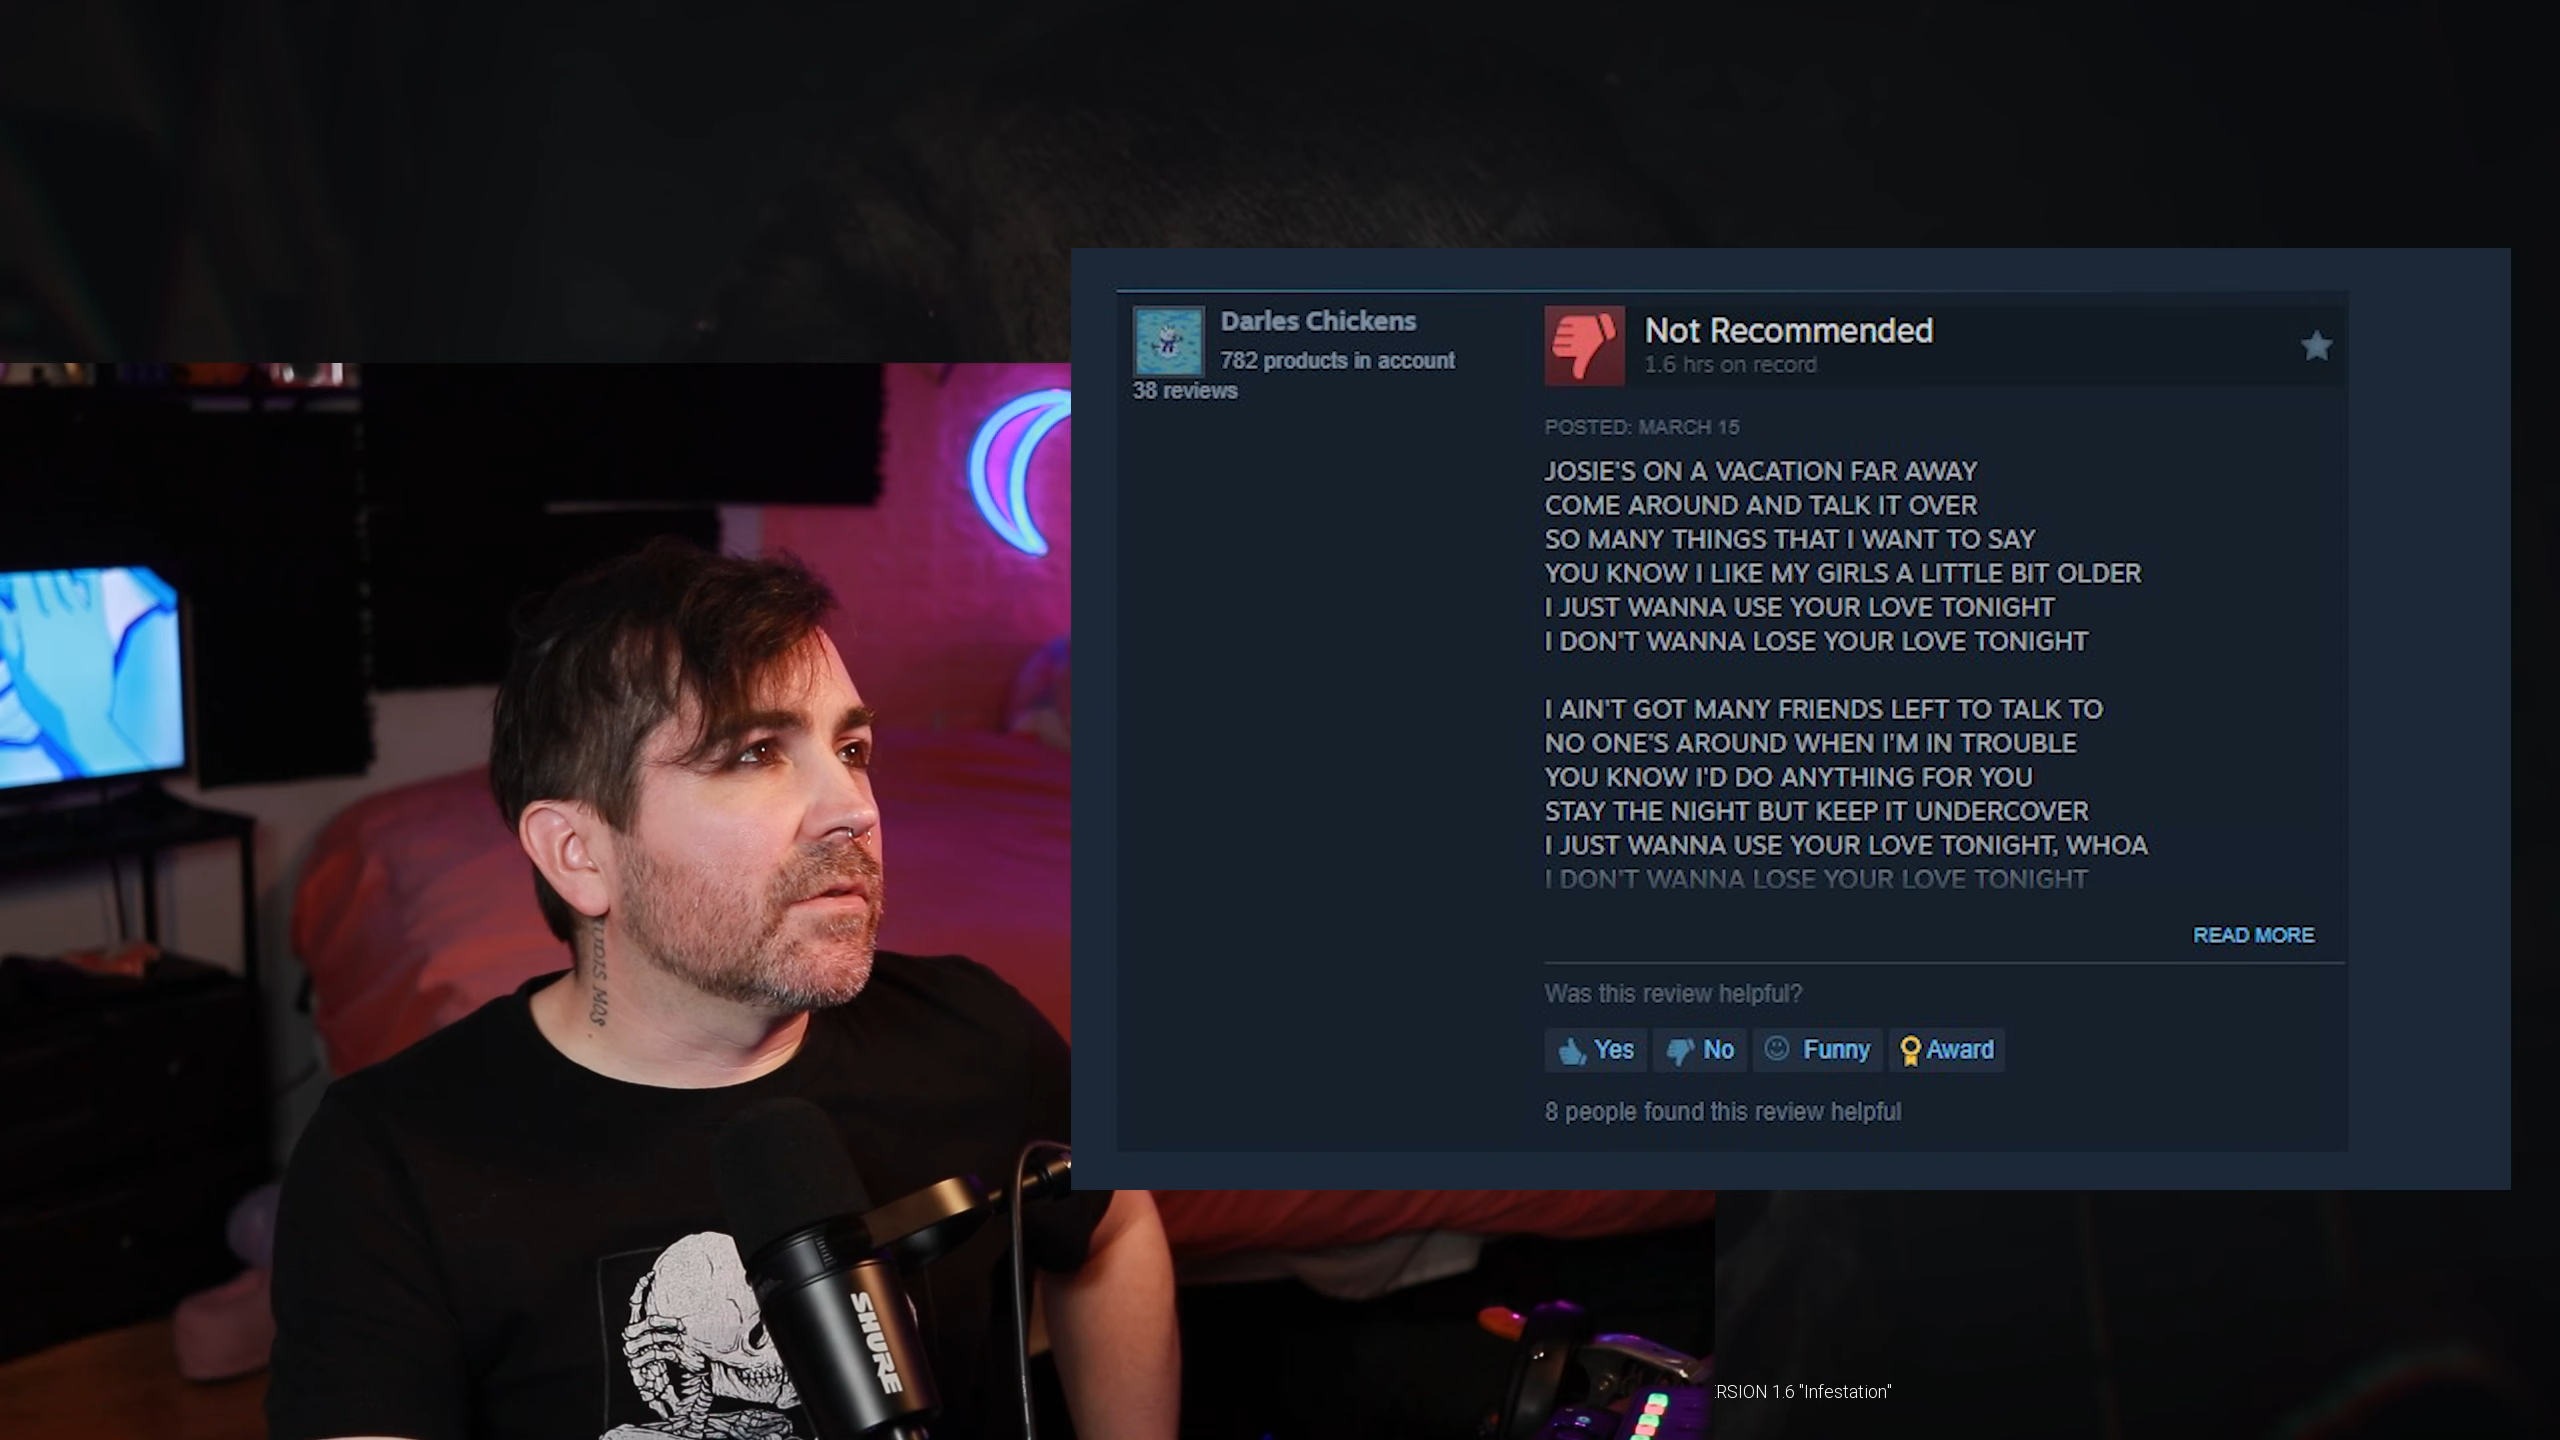 Darles Chickens
782 products in account
38 reviews
Not Recommended
1.6 hrs on record
POSTED: MARCH 15
JOSIE'S ON A VACATION FAR AWAY
COME AROUND AND TALK IT OVER
SO MANY THINGS THAT I WANT TO SAY
YOU KNOW I LIKE MY GIRLS A LITTLE BIT OLDER
I JUST WANNA USE YOUR LOVE TONIGHT
I DON'T WANNA LOSE YOUR LOVE TONIGHT
I AIN'T GOT MANY FRIENDS LEFT TO TALK TO
NO ONE'S AROUND WHEN I'M IN TROUBLE
YOU KNOW I'D DO ANYTHING FOR YOU
STAY THE NIGHT BUT KEEP IT UNDERCOVER
I JUST WANNA USE YOUR LOVE TONIGHT, WHOA
I DON'T WANNA LOSE YOUR LOVE TONIGHT
READ MORE
Was this review helpful?
Yes
No
Funny
Award
8 people found this review helpful
SHURE
RSION 1.6 "Infestation"